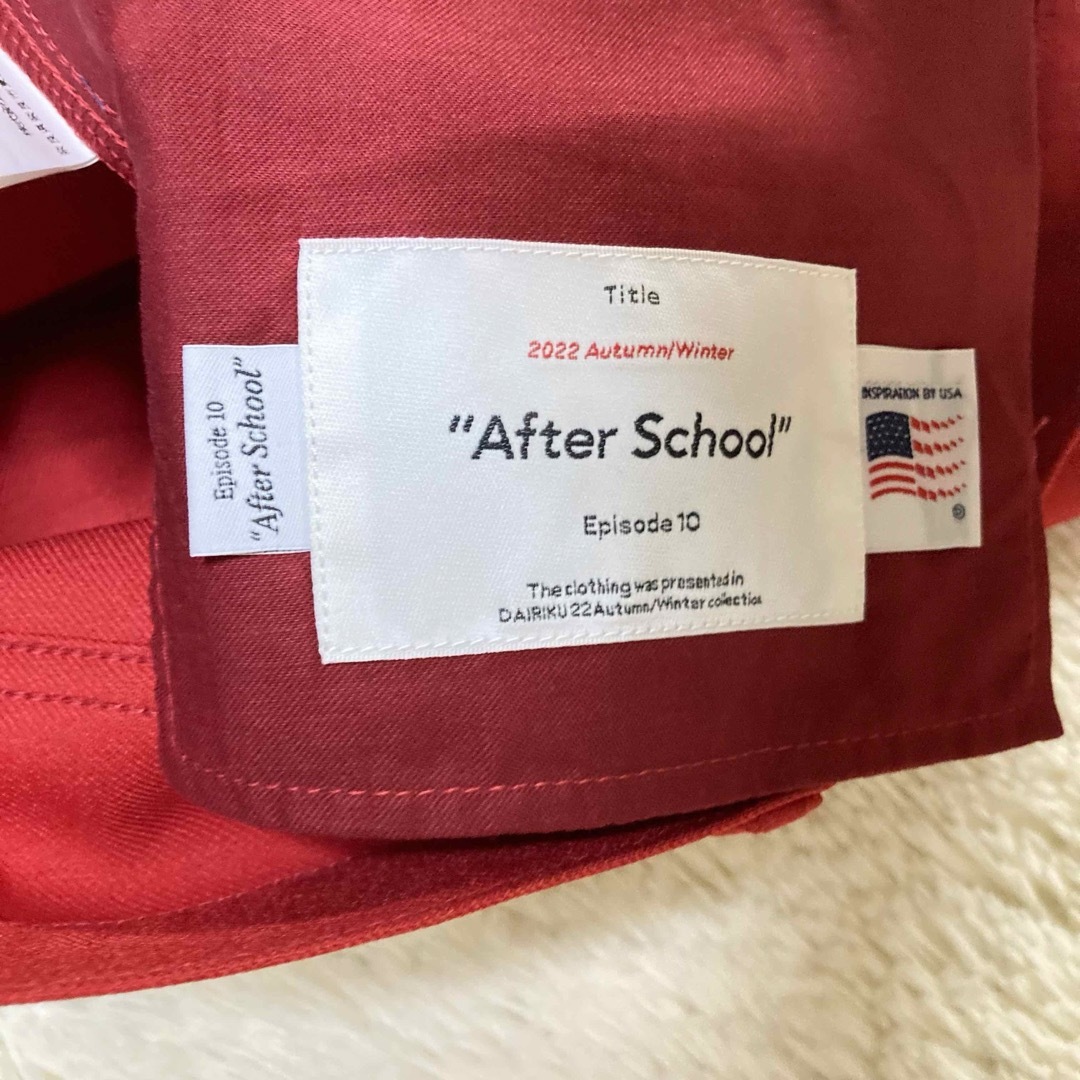 Title
2022 Autumn/Winter
"After School"
Episode 10
The clothing was presented in
DAIRIKU 22 Autumn/Winter collection
Episode 10
"After School"
INSPIRATION BY USA
®